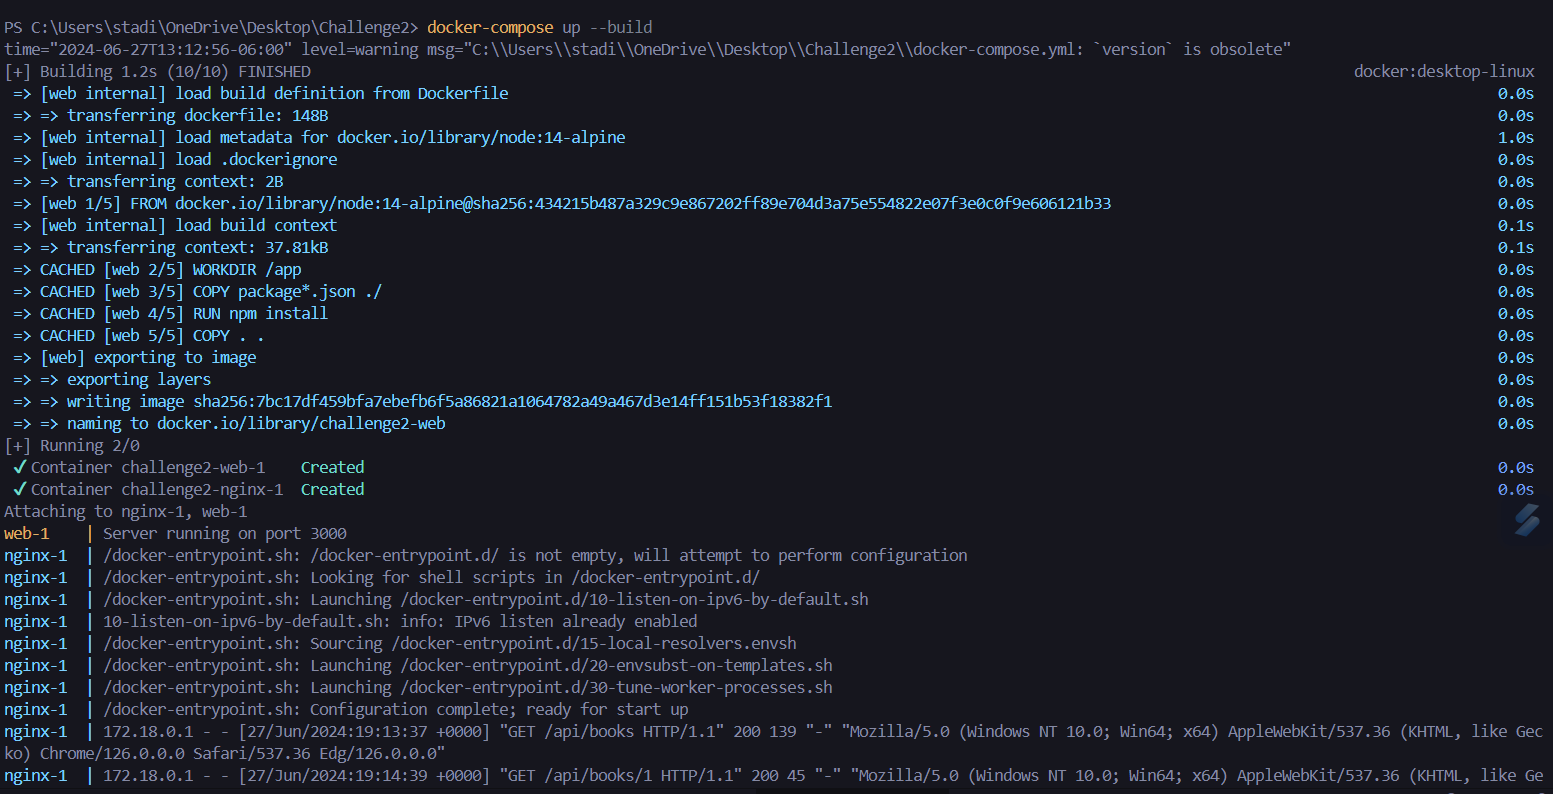 PS C:\Users\stadi\OneDrive\Desktop\Challenge2> docker-compose up --build
time="2024-06-27T13:12:56-06:00" level=warning msg="C:\\Users\\stadi\\OneDrive\\Desktop\\Challenge2\\docker-compose.yml: `version` is obsolete"
[+] Building 1.2s (10/10) FINISHED docker:desktop-linux
=> [web internal] load build definition from Dockerfile 0.0s
=> => transferring dockerfile: 148B 0.0s
=> [web internal] load metadata for docker.io/library/node:14-alpine 1.0s
=> [web internal] load .dockerignore 0.0s
=> => transferring context: 2B 0.0s
=> [web 1/5] FROM docker.io/library/node:14-alpine@sha256:434215b487a329c9e867202ff89e704d3a75e554822e07f3e0c0f9e606121b33 0.0s
=> [web internal] load build context 0.1s
=> => transferring context: 37.81kB 0.1s
=> CACHED [web 2/5] WORKDIR /app 0.0s
=> CACHED [web 3/5] COPY package*.json ./ 0.0s
=> CACHED [web 4/5] RUN npm install 0.0s
=> CACHED [web 5/5] COPY . . 0.0s
=> [web] exporting to image 0.0s
=> => exporting layers 0.0s
=> => writing image sha256:7bc17df459bfa7ebefb6f5a86821a1064782a49a467d3e14ff151b53f18382f1 0.0s
=> => naming to docker.io/library/challenge2-web 0.0s
[+] Running 2/0
✓ Container challenge2-web-1 Created 0.0s
✓ Container challenge2-nginx-1 Created 0.0s
Attaching to nginx-1, web-1
web-1 | Server running on port 3000
nginx-1 | /docker-entrypoint.sh: /docker-entrypoint.d/ is not empty, will attempt to perform configuration
nginx-1 | /docker-entrypoint.sh: Looking for shell scripts in /docker-entrypoint.d/
nginx-1 | /docker-entrypoint.sh: Launching /docker-entrypoint.d/10-listen-on-ipv6-by-default.sh
nginx-1 | 10-listen-on-ipv6-by-default.sh: info: IPv6 listen already enabled
nginx-1 | /docker-entrypoint.sh: Sourcing /docker-entrypoint.d/15-local-resolvers.envsh
nginx-1 | /docker-entrypoint.sh: Launching /docker-entrypoint.d/20-envsubst-on-templates.sh
nginx-1 | /docker-entrypoint.sh: Launching /docker-entrypoint.d/30-tune-worker-processes.sh
nginx-1 | /docker-entrypoint.sh: Configuration complete; ready for start up
nginx-1 | 172.18.0.1 - - [27/Jun/2024:19:13:37 +0000] "GET /api/books HTTP/1.1" 200 139 "-" "Mozilla/5.0 (Windows NT 10.0; Win64; x64) AppleWebKit/537.36 (KHTML, like Gec
ko) Chrome/126.0.0.0 Safari/537.36 Edg/126.0.0.0"
nginx-1 | 172.18.0.1 - - [27/Jun/2024:19:14:39 +0000] "GET /api/books/1 HTTP/1.1" 200 45 "-" "Mozilla/5.0 (Windows NT 10.0; Win64; x64) AppleWebKit/537.36 (KHTML, like Ge